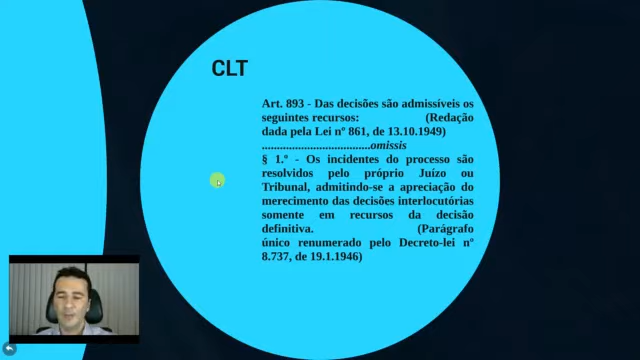 CLT
Art. 893 - Das decisões são admissíveis os
seguintes recursos: (Redação
dada pela Lei nº 861, de 13.10.1949)
....................................omissis
§ 1.º - Os incidentes do processo são
resolvidos pelo próprio Juízo ou
Tribunal, admitindo-se a apreciação do
merecimento das decisões interlocutórias
somente em recursos da decisão
definitiva. (Parágrafo
único renumerado pelo Decreto-lei nº
8.737, de 19.1.1946)